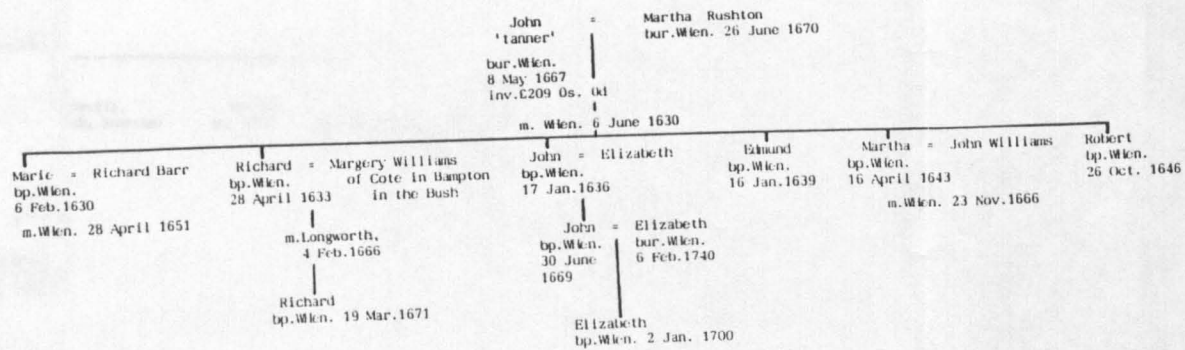 John = Martha Rushton
'tanner' bur.Wlen. 26 June 1670
bur.Wlen.
8 May 1667
inv.£209 0s. 0d
m. Wlen. 6 June 1630
Marie = Richard Barr
bp.Wlen.
6 Feb.1630
m.Wlen. 28 April 1651
Richard = Margery Williams
bp.Wlen. of Cote in Bampton
28 April 1633 in the Bush
m.Longworth,
4 Feb.1666
Richard
bp.Wlen. 19 Mar.1671
John = Elizabeth
bp.Wlen.
17 Jan.1636
John = Elizabeth
bp.Wlen. bur.Wlen.
30 June 6 Feb.1740
1669
Elizabeth
bp.Wlen. 2 Jan. 1700
Edmund
bp.Wlen.
16 Jan.1639
Martha = John Williams
bp.Wlen.
16 April 1643
m.Wlen. 23 Nov.1666
Robert
bp.Wlen.
26 Oct. 1646